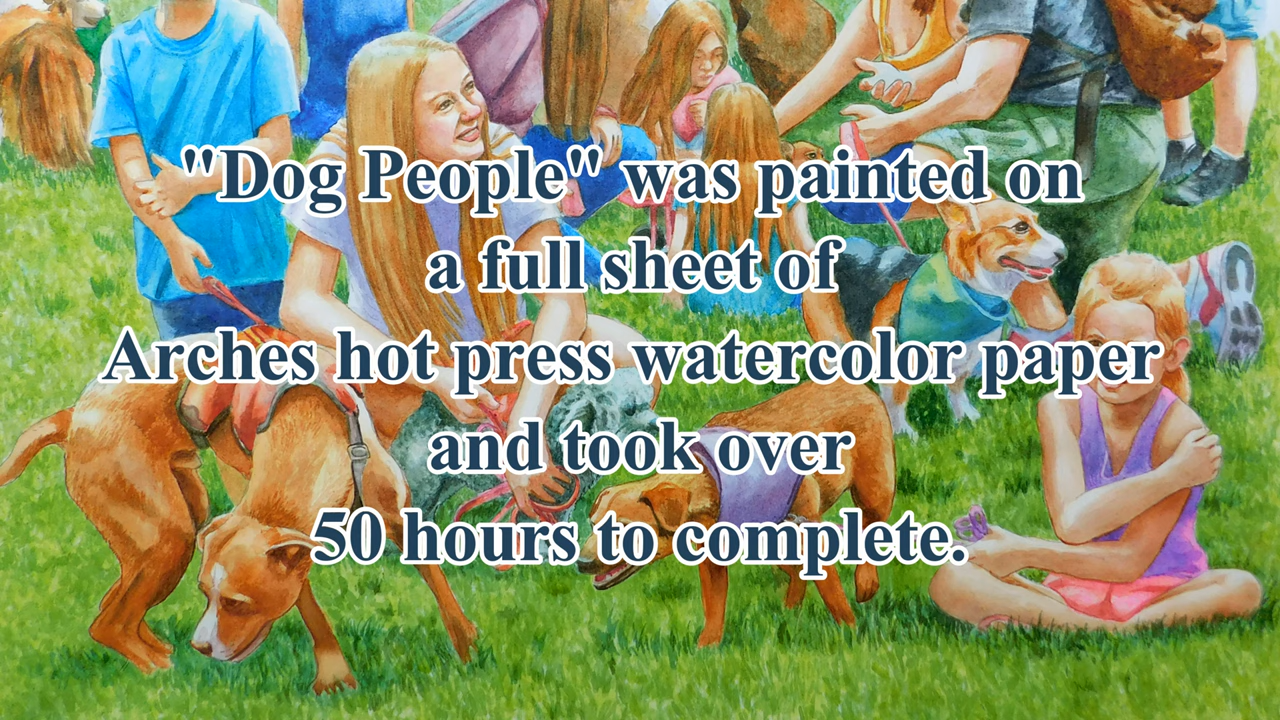 "Dog People" was painted on
a full sheet of
Arches hot press watercolor paper
and took over
50 hours to complete.